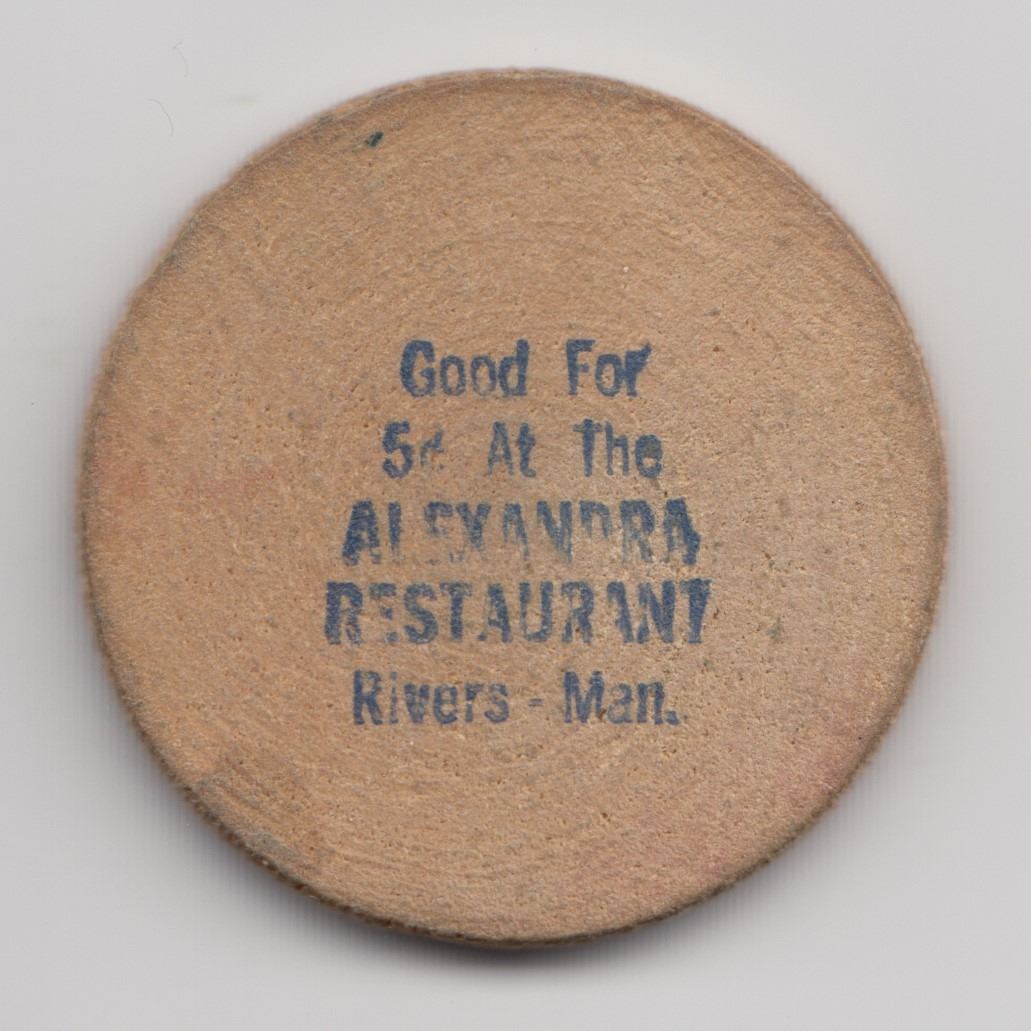 Good For
5¢ At The
ALEXANDRA
RESTAURANT
Rivers - Man.